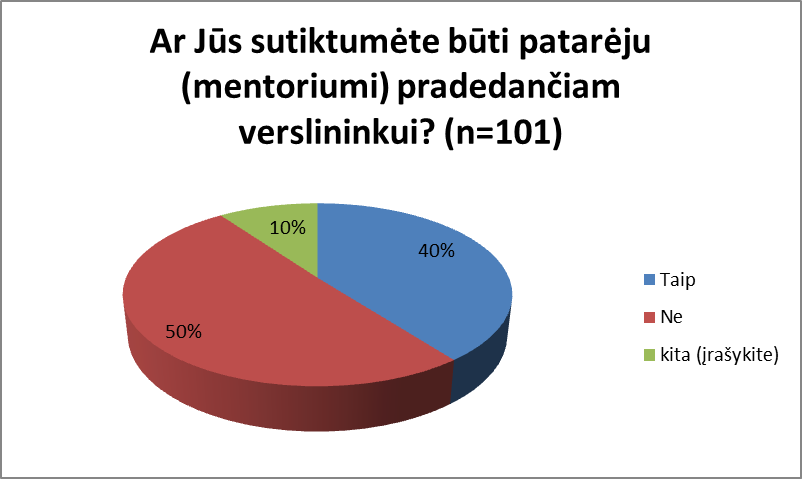 Ar Jūs sutiktumėte būti patarėju
(mentoriumi) pradedančiam
verslininkui? (n=101)
10%
40%
50%
Taip
Ne
kita (įrašykite)